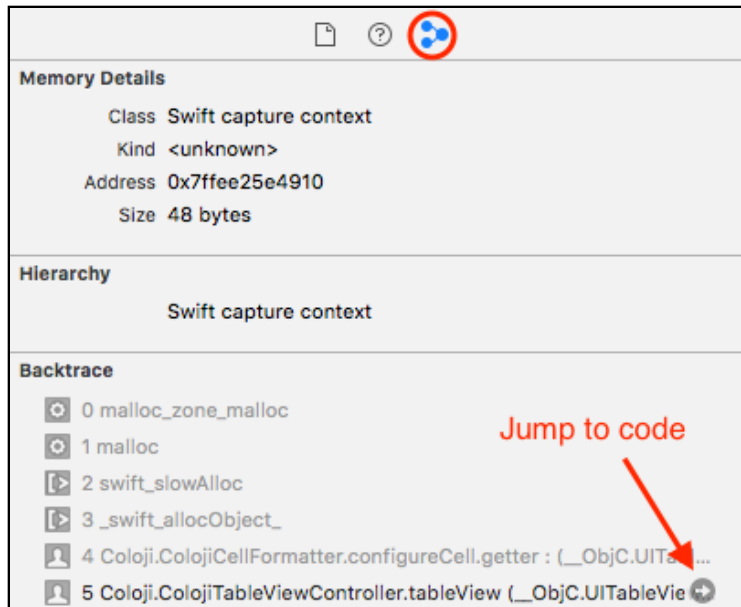 ?
Memory Details
Class Swift capture context
Kind <unknown>
Address 0x7ffee25e4910
Size 48 bytes
Hierarchy
Swift capture context
Backtrace
0 malloc_zone_malloc
Jump to code
1 malloc
2 swift_slowAlloc
3 _swift_allocObject_
4 Coloji.ColojiCellFormatter.configureCell.getter : (__ObjC.UITabl...
5 Coloji.ColojiTableViewController.tableView (__ObjC.UITableVie